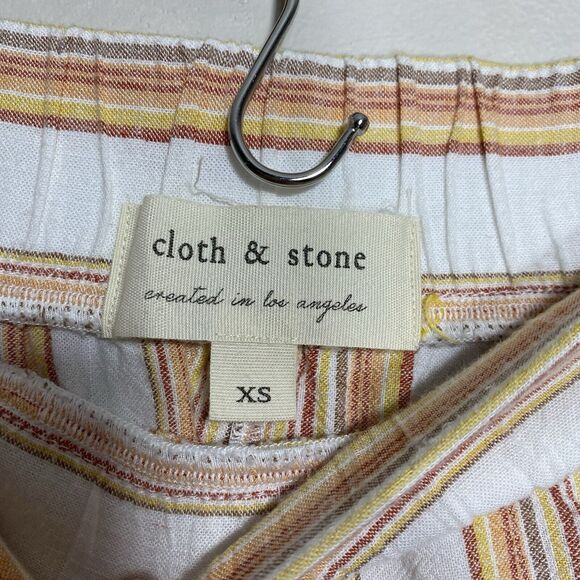 cloth & stone
created in los angeles
XS